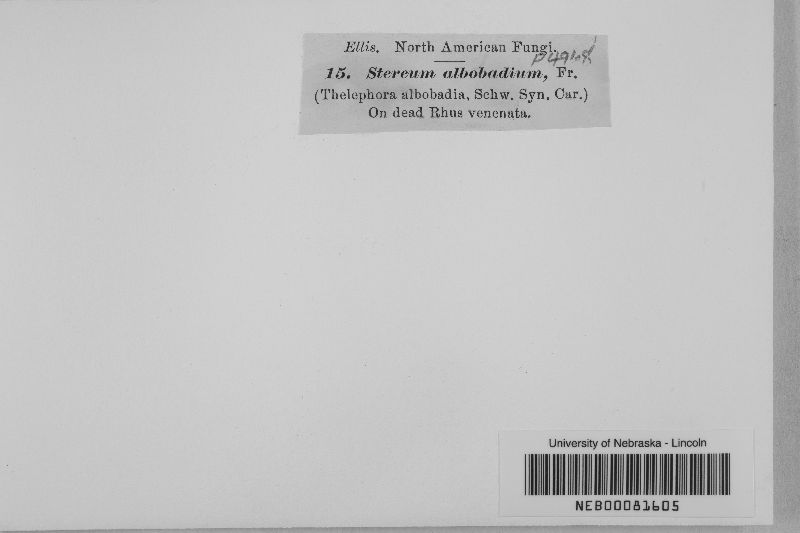 Ellis. North American Fungi.
15. Stereum albobadium, Fr.
(Thelephora albobadia, Schw. Syn. Car.)
On dead Rhus venenata.
University of Nebraska - Lincoln
NEB00081605